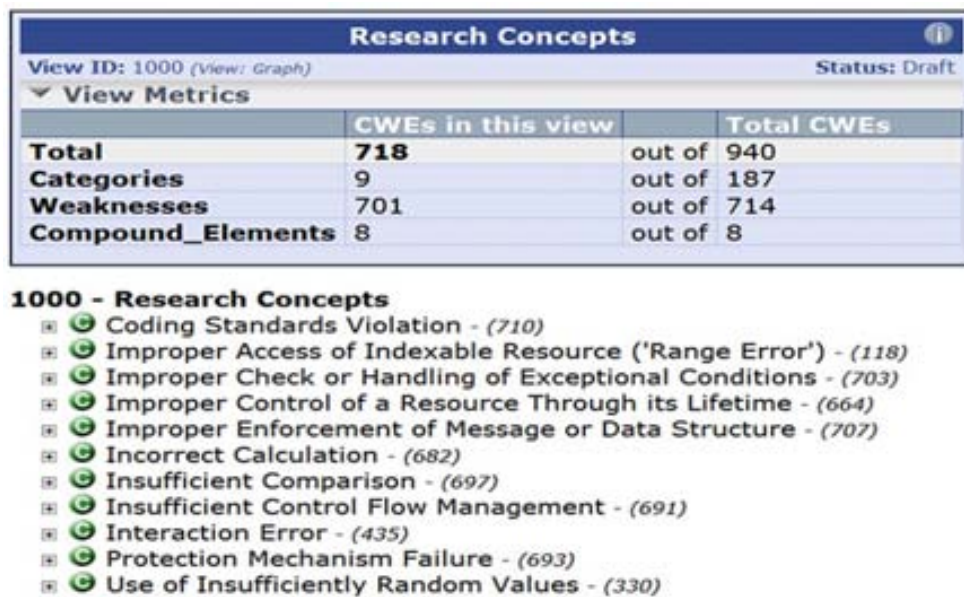 Research Concepts
View ID: 1000 (View: Graph) Status: Draft
View Metrics
CWEs in this view Total CWEs
Total 718 out of 940
Categories 9 out of 187
Weaknesses 701 out of 714
Compound_Elements 8 out of 8
1000 - Research Concepts
Coding Standards Violation - (710)
Improper Access of Indexable Resource ('Range Error') - (118)
Improper Check or Handling of Exceptional Conditions - (703)
Improper Control of a Resource Through its Lifetime - (664)
Improper Enforcement of Message or Data Structure - (707)
Incorrect Calculation - (682)
Insufficient Comparison - (697)
Insufficient Control Flow Management - (691)
Interaction Error - (435)
Protection Mechanism Failure - (693)
Use of Insufficiently Random Values - (330)